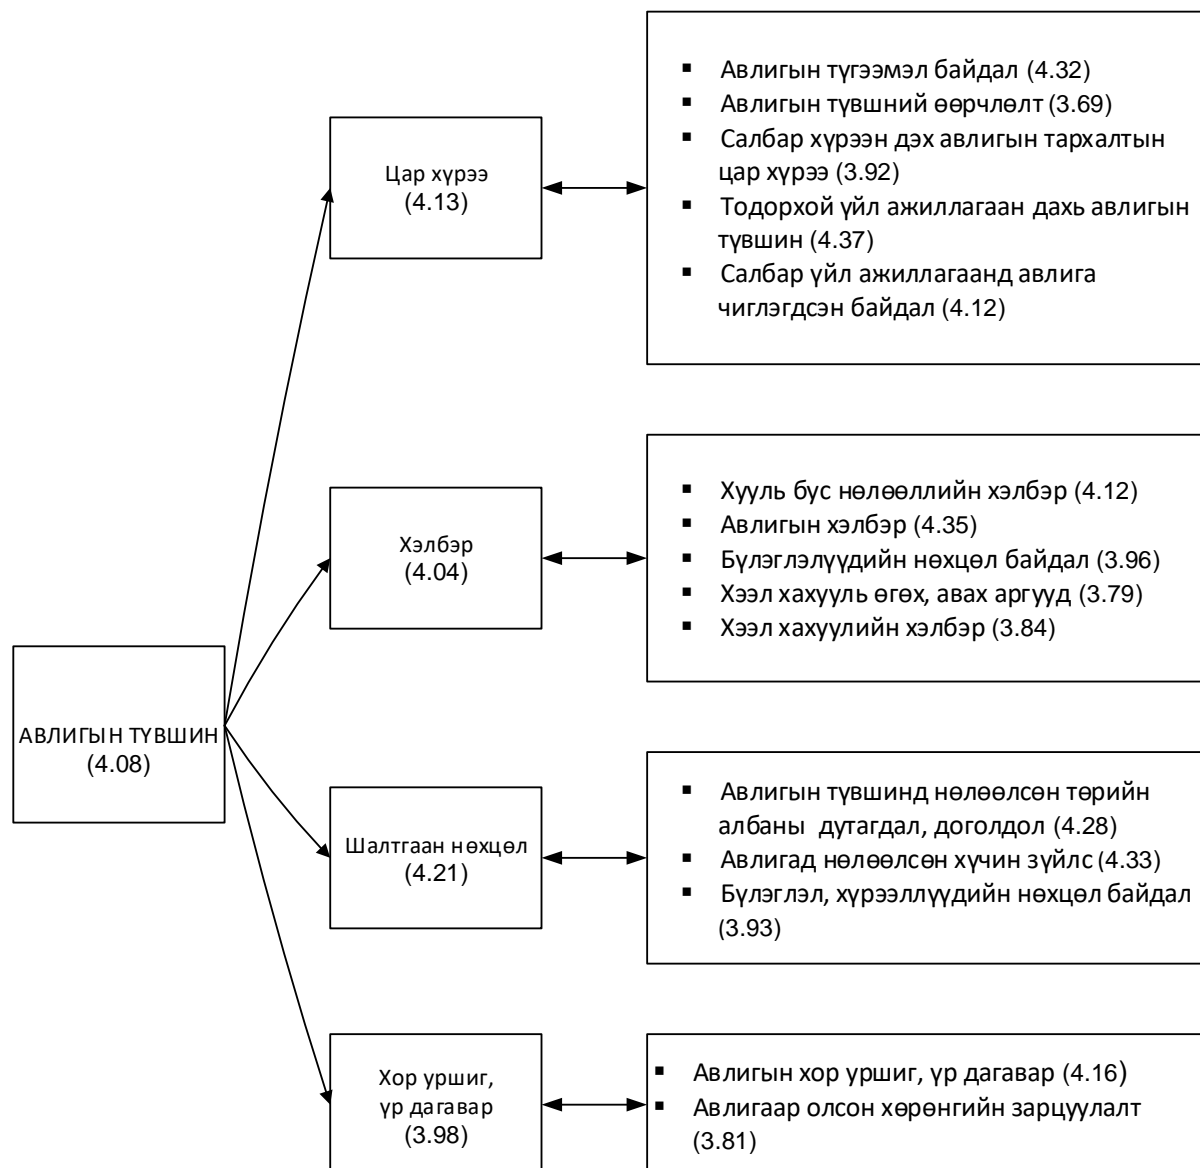 ▪ Авлигын түгээмэл байдал (4.32)
▪ Авлигын түвшний өөрчлөлт (3.69)
▪ Салбар хүрээн дэх авлигын тархалтын
цар хүрээ (3.92)
▪ Тодорхой үйл ажиллагаан дахь авлигын
түвшин (4.37)
▪ Салбар үйл ажиллагаанд авлига
чиглэгдсэн байдал (4.12)
Цар хүрээ
(4.13)
▪ Хууль бус нөлөөллийн хэлбэр (4.12)
▪ Авлигын хэлбэр (4.35)
▪ Бүлэглэлүүдийн нөхцөл байдал (3.96)
▪ Хээл хахууль өгөх, авах аргууд (3.79)
▪ Хээл хахуулийн хэлбэр (3.84)
Хэлбэр
(4.04)
АВЛИГЫН ТҮВШИН
(4.08)
▪ Авлигын түвшинд нөлөөлсөн төрийн
албаны дутагдал, доголдол (4.28)
▪ Авлигад нөлөөлсөн хүчин зүйлс (4.33)
▪ Бүлэглэл, хүрээллүүдийн нөхцөл байдал
(3.93)
Шалтгаан нөхцөл
(4.21)
Хор уршиг,
үр дагавар
(3.98)
▪ Авлигын хор уршиг, үр дагавар (4.16)
▪ Авлигаар олсон хөрөнгийн зарцуулалт
(3.81)